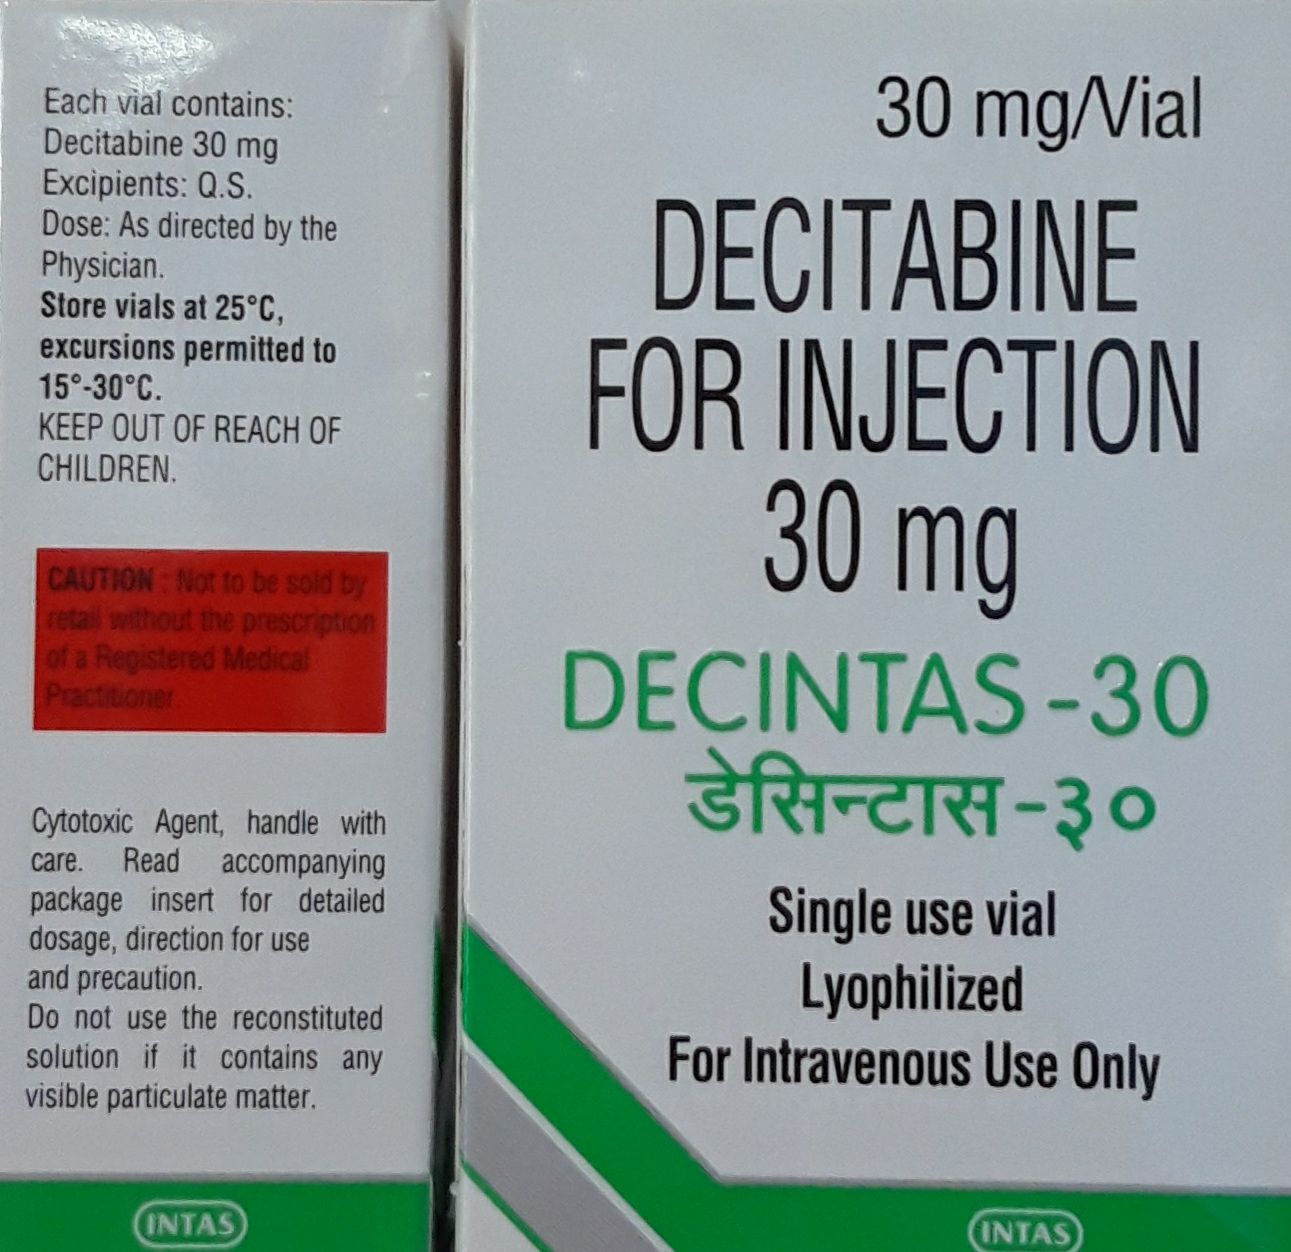 Each vial contains:
Decitabine 30 mg
Excipients: Q.S.
Dose: As directed by the
Physician.
Store vials at 25°C,
excursions permitted to
15°-30°C.
KEEP OUT OF REACH OF
CHILDREN.
CAUTION : Not to be sold by
retail without the prescription
of a Registered Medical
Practitioner.
Cytotoxic Agent, handle with
care. Read accompanying
package insert for detailed
dosage, direction for use
and precaution.
Do not use the reconstituted
solution if it contains any
visible particulate matter.
INTAS
30 mg/Vial
DECITABINE
FOR INJECTION
30 mg
DECINTAS -30
डेसिन्टास -३०
Single use vial
Lyophilized
For Intravenous Use Only
INTAS